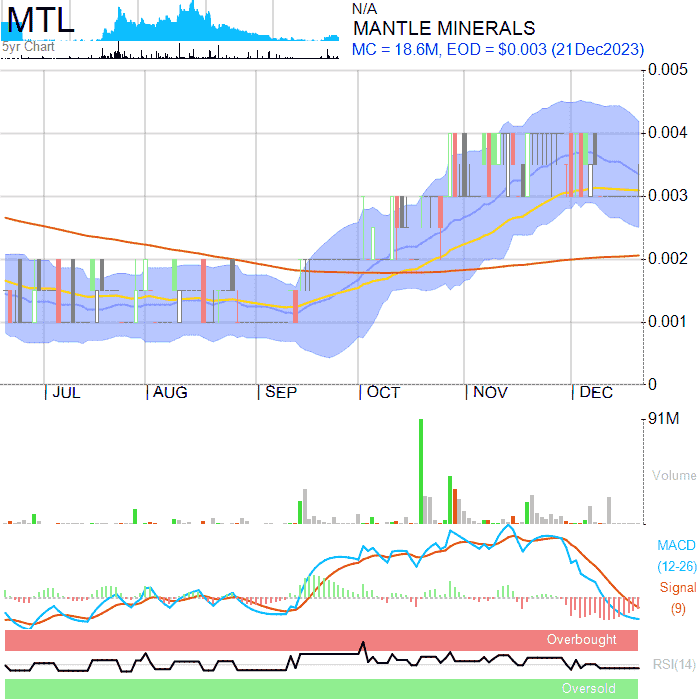 MTL
5yr Chart
N/A
MANTLE MINERALS
MC = 18.6M, EOD = $0.003 (21Dec2023)
0.005
0.004
0.003
0.002
0.001
0
JUL AUG SEP OCT NOV DEC
91M
Volume
MACD
(12-26)
Signal
(9)
Overbought
RSI(14)
Oversold